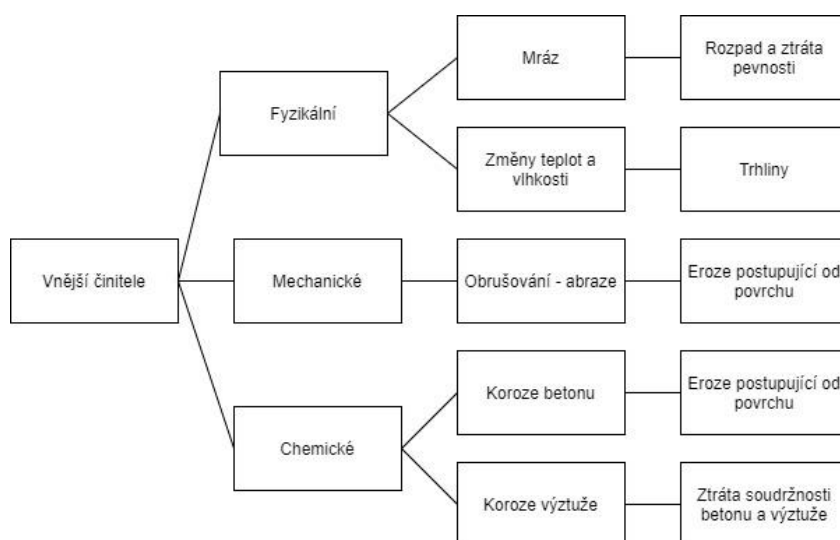 Mráz
Rozpad a ztráta
pevnosti
Fyzikální
Změny teplot a
vlhkosti
Trhliny
Vnější činitele
Mechanické
Obrušování - abraze
Eroze postupující od
povrchu
Koroze betonu
Eroze postupující od
povrchu
Chemické
Koroze výztuže
Ztráta soudržnosti
betonu a výztuže